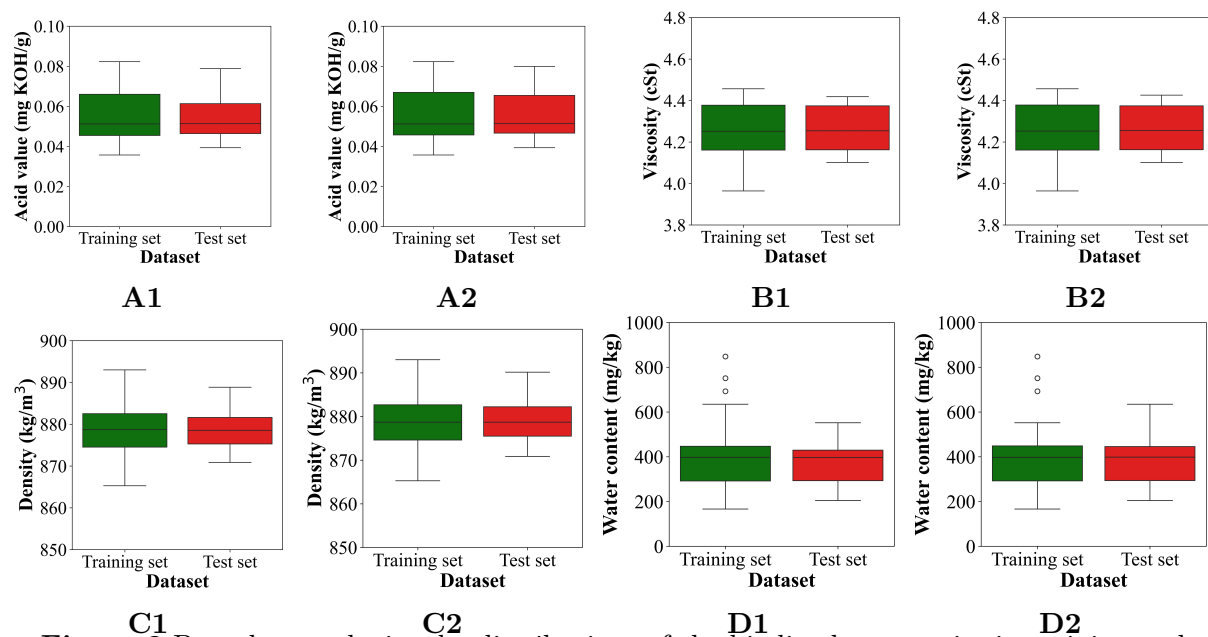 0.10
0.08
0.06
0.04
0.02
0.00
Acid value (mg KOH/g)
Training set Test set
Dataset
A1
0.10
0.08
0.06
0.04
0.02
0.00
Acid value (mg KOH/g)
Training set Test set
Dataset
A2
4.8
4.6
4.4
4.2
4.0
3.8
Viscosity (cSt)
Training set Test set
Dataset
B1
4.8
4.6
4.4
4.2
4.0
3.8
Viscosity (cSt)
Training set Test set
Dataset
B2
900
890
880
870
860
850
Density (kg/m³)
Training set Test set
Dataset
C1
900
890
880
870
860
850
Density (kg/m³)
Training set Test set
Dataset
C2
1000
800
600
400
200
0
Water content (mg/kg)
Training set Test set
Dataset
D1
1000
800
600
400
200
0
Water content (mg/kg)
Training set Test set
Dataset
D2